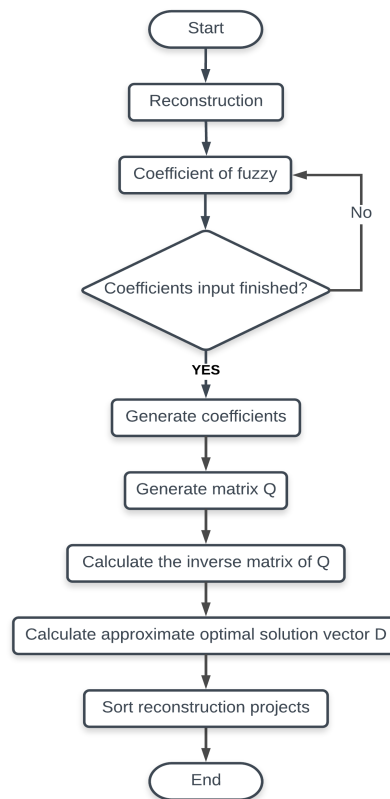 Start
Reconstruction
Coefficient of fuzzy
No
Coefficients input finished?
YES
Generate coefficients
Generate matrix Q
Calculate the inverse matrix of Q
Calculate approximate optimal solution vector D
Sort reconstruction projects
End